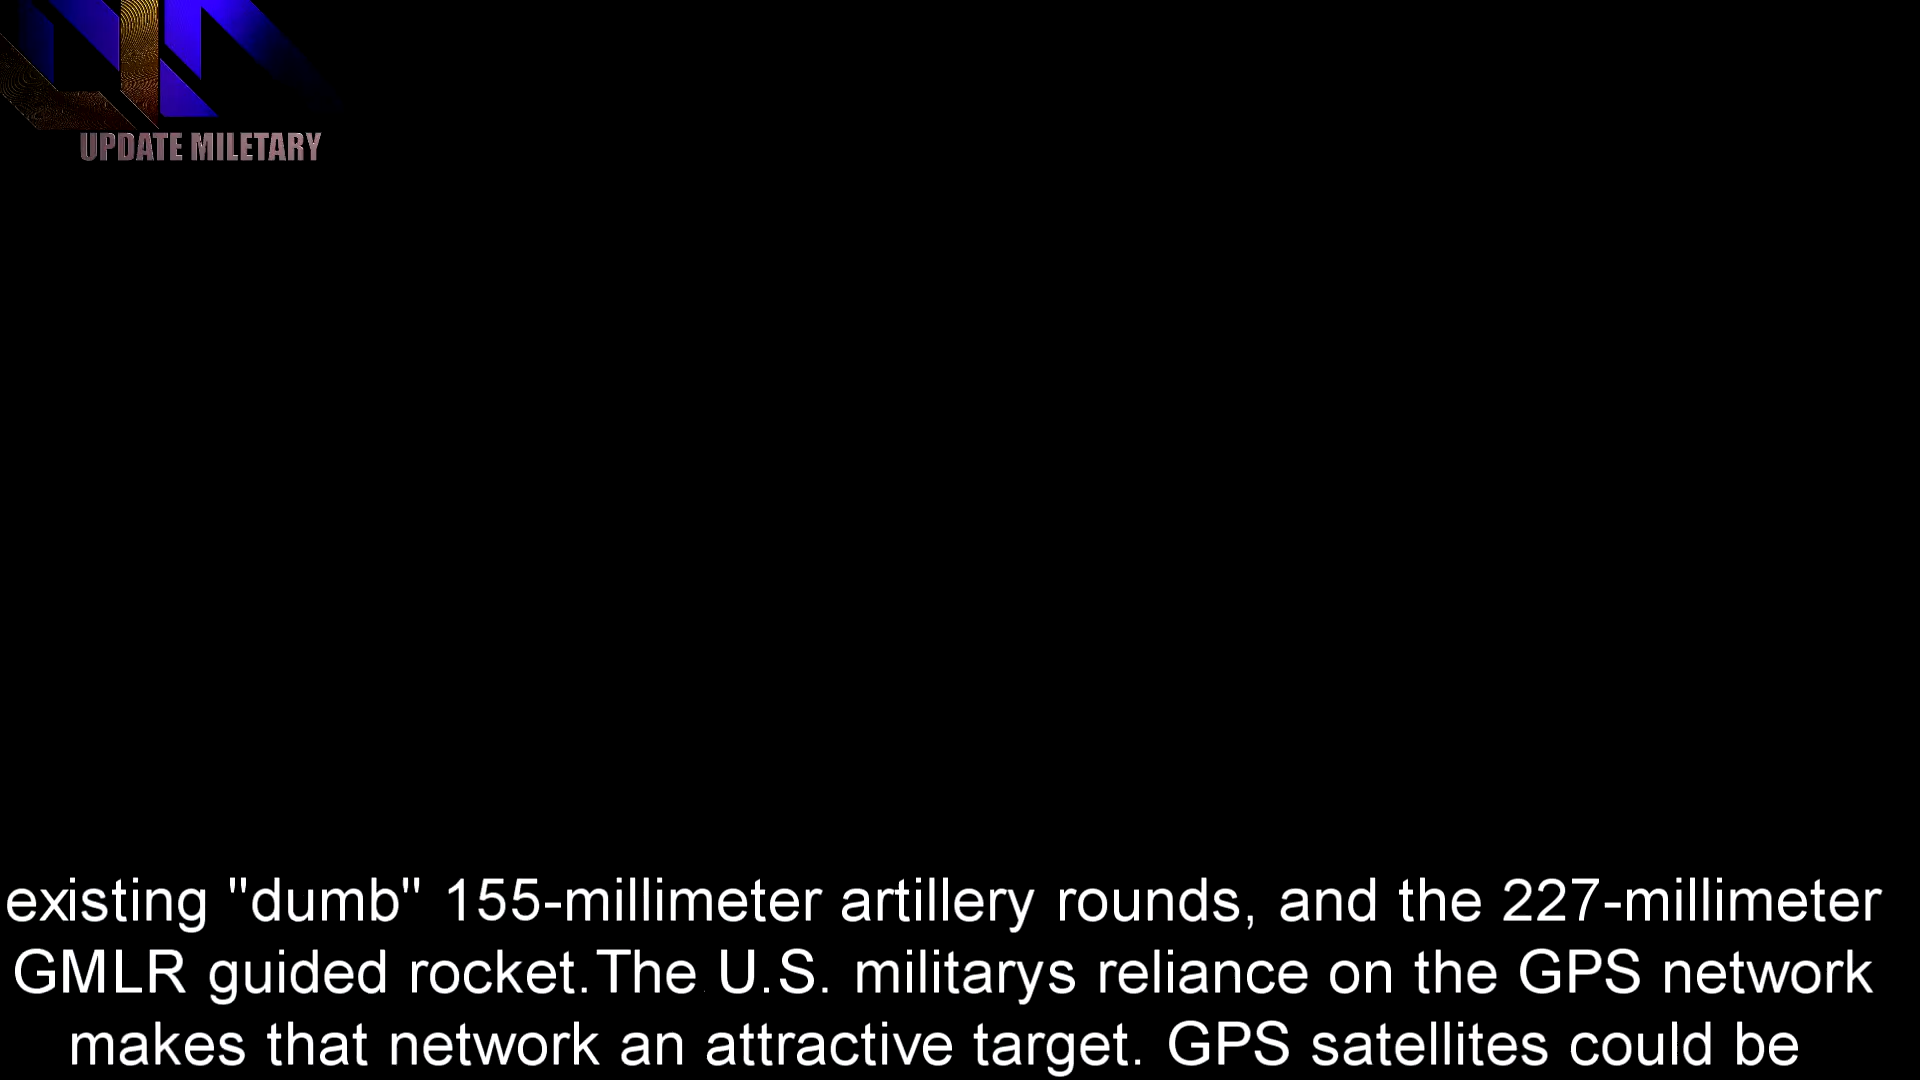 UPDATE MILETARY
existing "dumb" 155-millimeter artillery rounds, and the 227-millimeter
GMLR guided rocket.The U.S. militarys reliance on the GPS network
makes that network an attractive target. GPS satellites could be